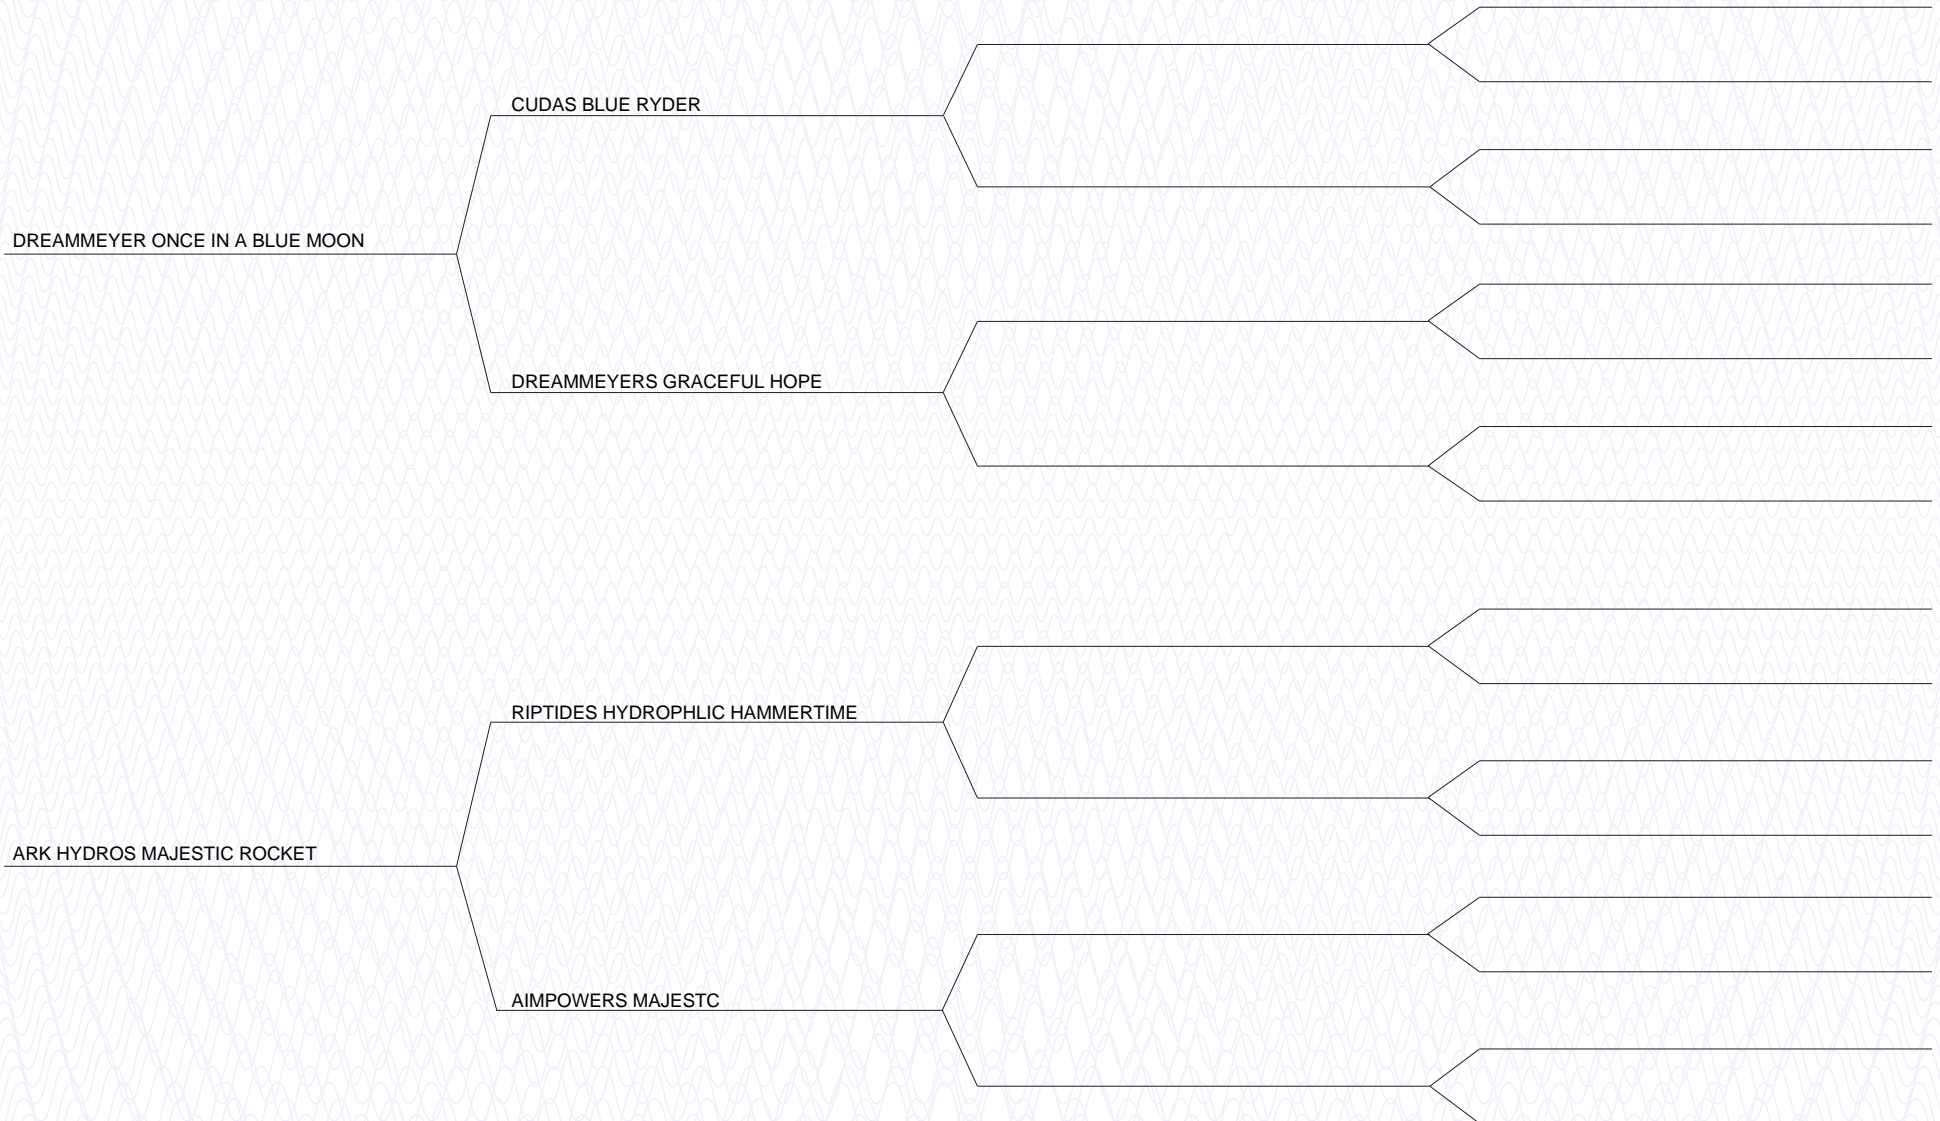 CUDAS BLUE RYDER
DREAMMEYER ONCE IN A BLUE MOON
DREAMMEYERS GRACEFUL HOPE
RIPTIDES HYDROPHLIC HAMMERTIME
ARK HYDROS MAJESTIC ROCKET
AIMPOWERS MAJESTC